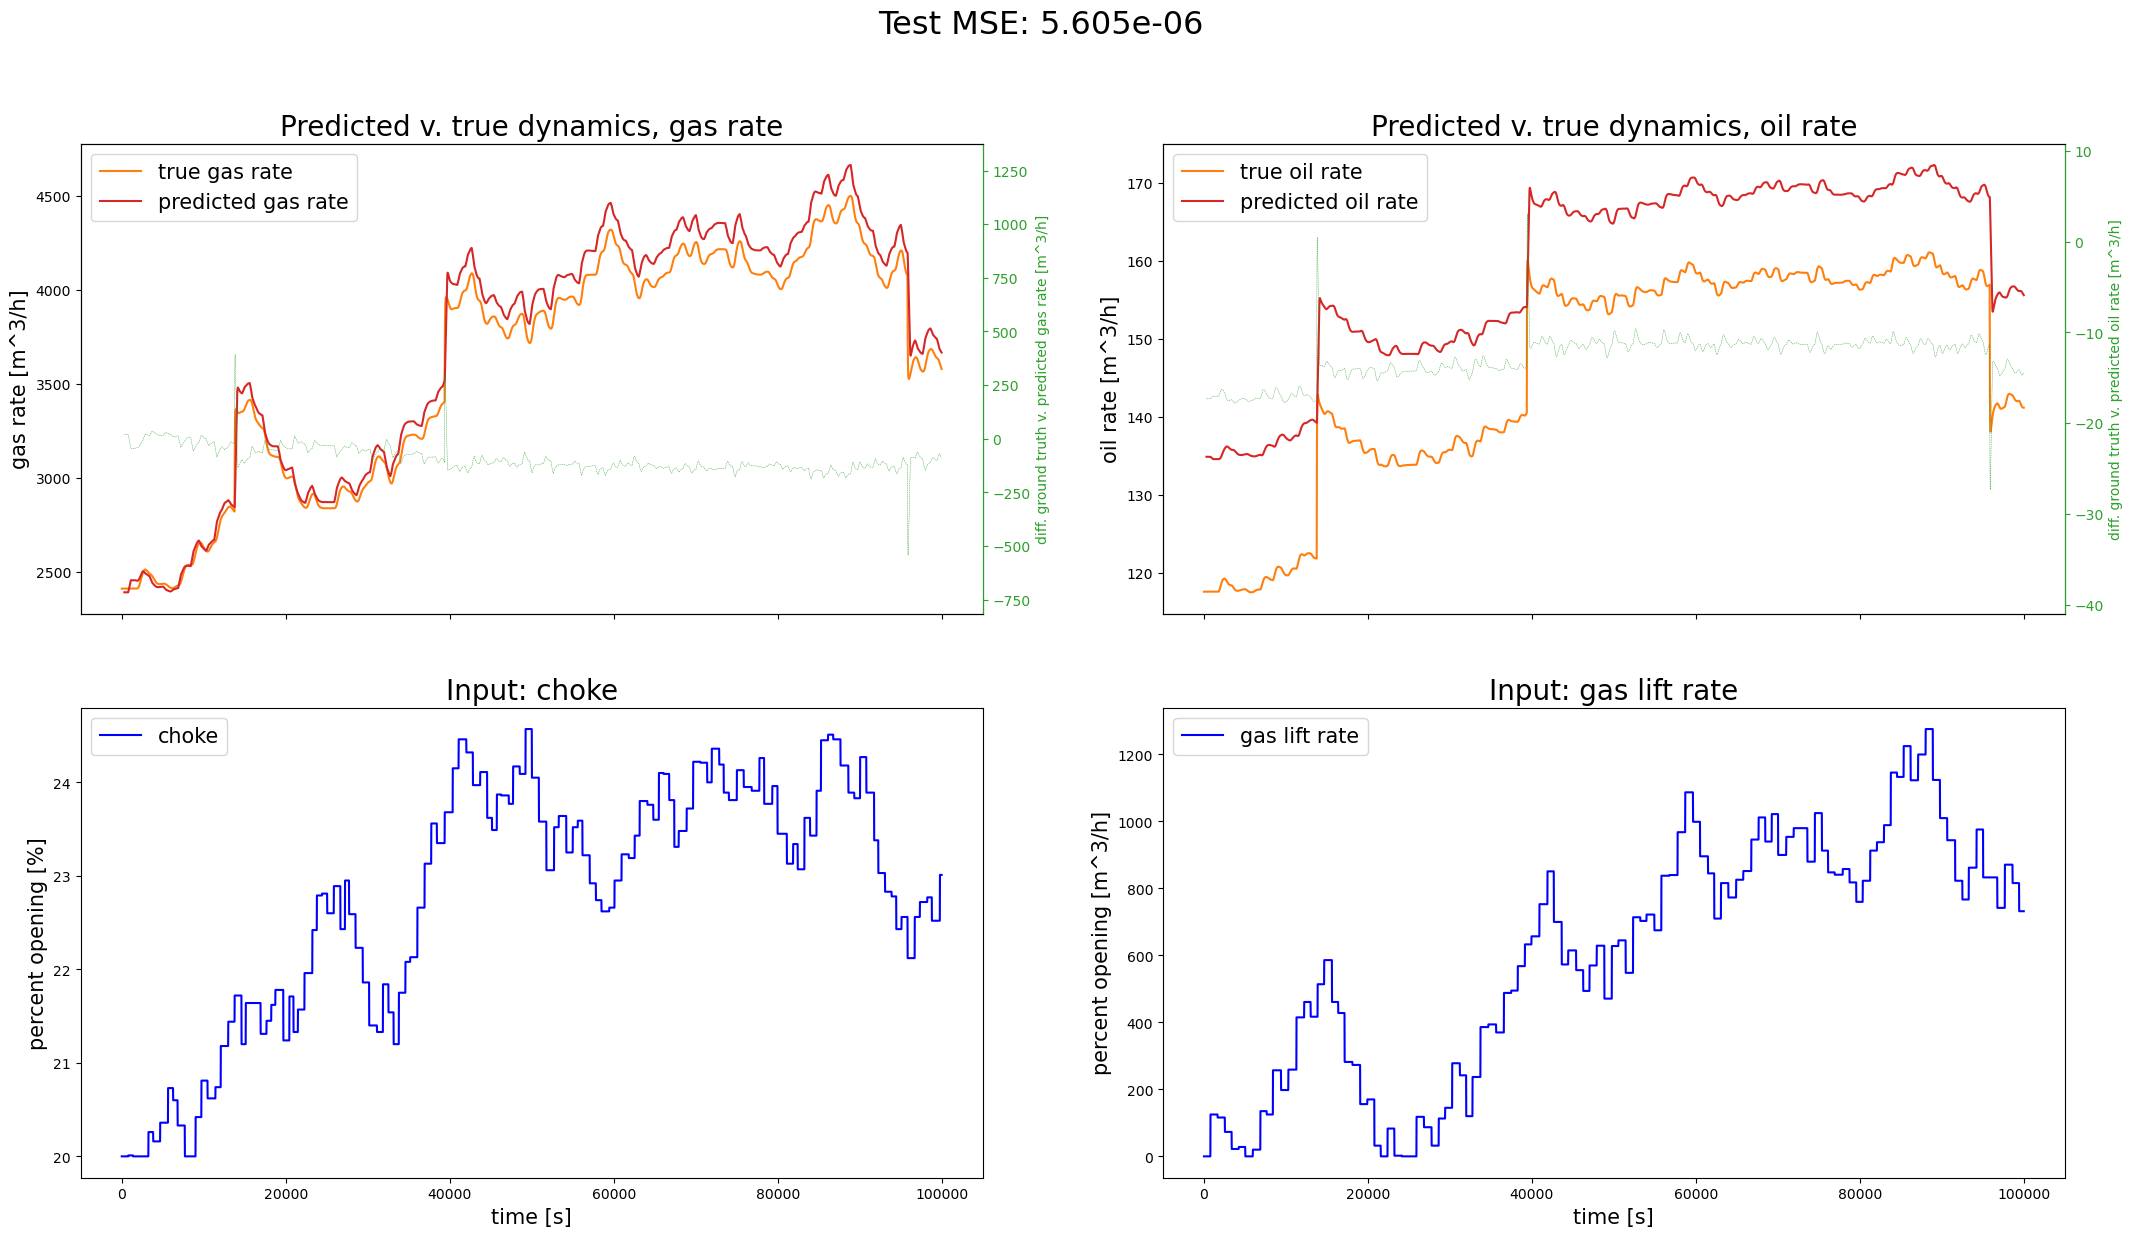 Test MSE: 5.605e-06
Predicted v. true dynamics, gas rate
true gas rate
predicted gas rate
gas rate [m^3/h]
4500
4000
3500
3000
2500
1250
1000
750
500
250
0
−250
−500
−750
diff. ground truth v. predicted gas rate [m^3/h]
Predicted v. true dynamics, oil rate
true oil rate
predicted oil rate
oil rate [m^3/h]
170
160
150
140
130
120
10
0
−10
−20
−30
−40
diff. ground truth v. predicted oil rate [m^3/h]
Input: choke
choke
percent opening [%]
24
23
22
21
20
0 20000 40000 60000 80000 100000
time [s]
Input: gas lift rate
gas lift rate
percent opening [m^3/h]
1200
1000
800
600
400
200
0
0 20000 40000 60000 80000 100000
time [s]